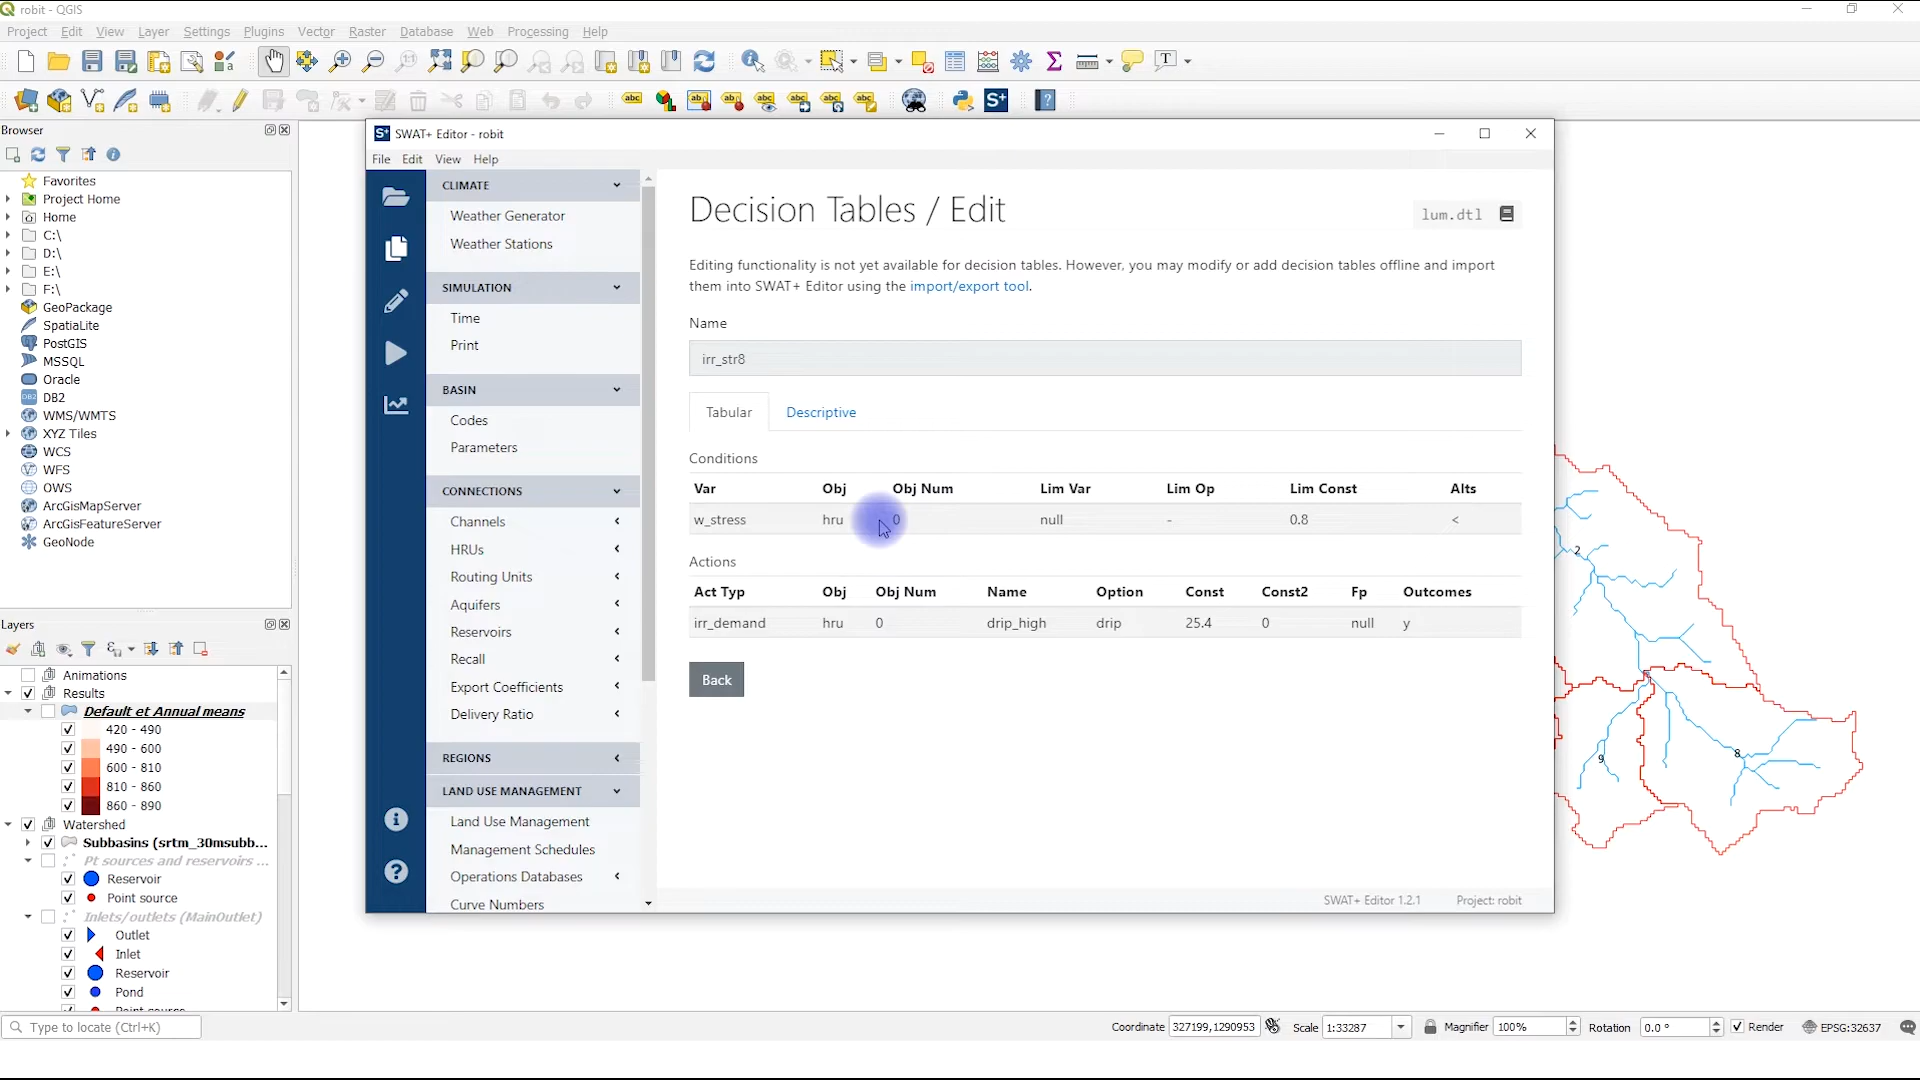 robit - QGIS
Project Edit View Layer Settings Plugins Vector Raster Database Web Processing Help
Browser
Favorites
Project Home
Home
C:\
D:\
E:\
F:\
GeoPackage
SpatiaLite
PostGIS
MSSQL
Oracle
DB2
WMS/WMTS
XYZ Tiles
WCS
WFS
OWS
ArcGisMapServer
ArcGisFeatureServer
GeoNode
Layers
Animations
Results
Default et Annual means
420 - 490
490 - 600
600 - 810
810 - 860
860 - 890
Watershed
Subbasins (srtm_30msubb...
Pt sources and reservoirs ...
Reservoir
Point source
Inlets/outlets (MainOutlet)
Outlet
Inlet
Reservoir
Pond
Point source
Type to locate (Ctrl+K)
SWAT+ Editor - robit
File Edit View Help
CLIMATE
Weather Generator
Weather Stations
SIMULATION
Time
Print
BASIN
Codes
Parameters
CONNECTIONS
Channels
HRUs
Routing Units
Aquifers
Reservoirs
Recall
Export Coefficients
Delivery Ratio
REGIONS
LAND USE MANAGEMENT
Land Use Management
Management Schedules
Operations Databases
Curve Numbers
Decision Tables / Edit
lum.dtl
Editing functionality is not yet available for decision tables. However, you may modify or add decision tables offline and import
them into SWAT+ Editor using the import/export tool.
Name
irr_str8
Tabular Descriptive
Conditions
Var Obj Obj Num Lim Var Lim Op Lim Const Alts
w_stress hru 0 null - 0.8 <
Actions
Act Typ Obj Obj Num Name Option Const Const2 Fp Outcomes
irr_demand hru 0 drip_high drip 25.4 0 null y
Back
SWAT+ Editor 1.2.1 Project: robit
2
8
9
Coordinate 327199,1290953 Scale 1:33287 Magnifier 100% Rotation 0.0 ° Render EPSG:32637